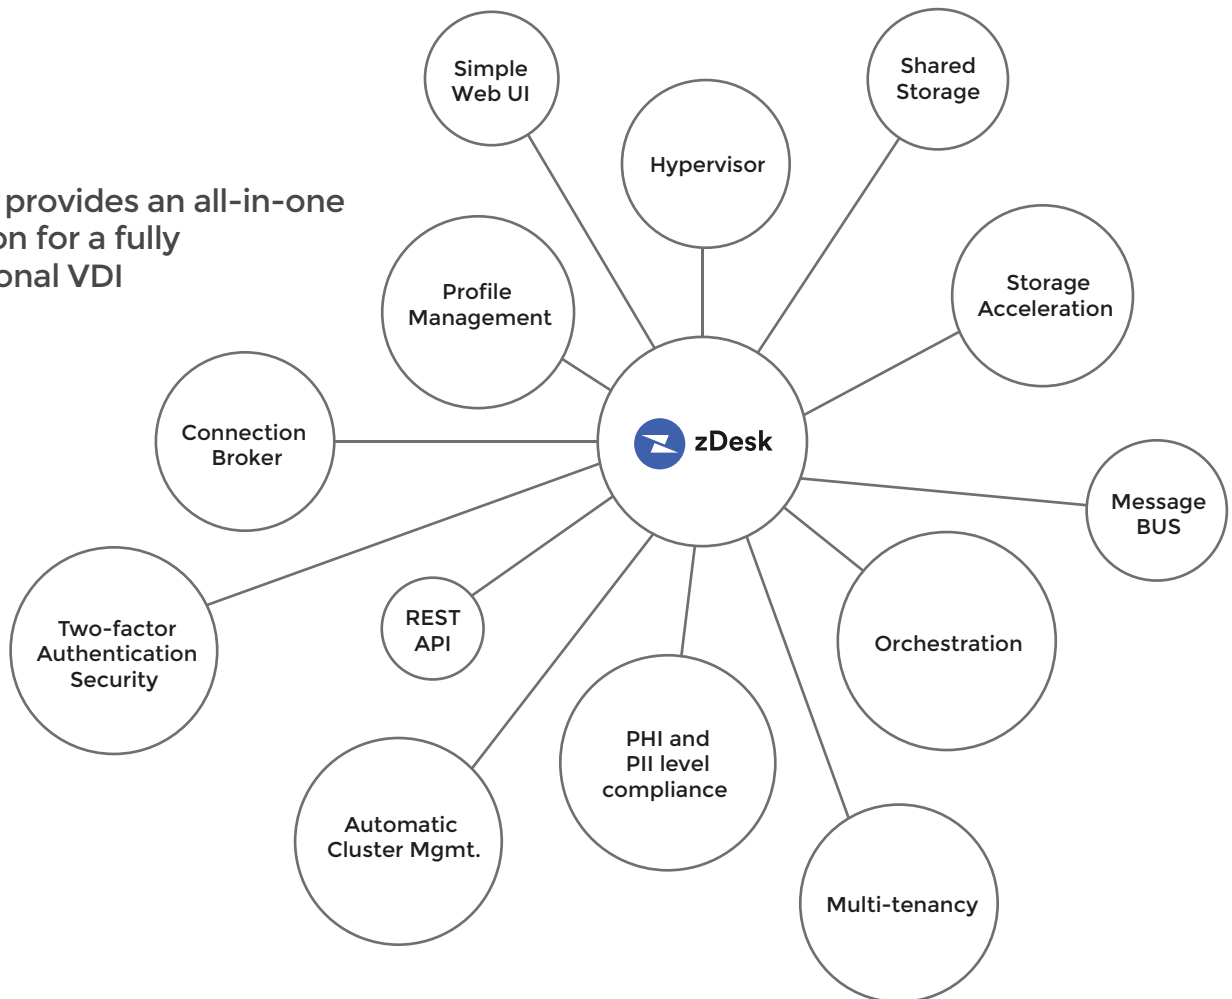 Simple
Web UI
Shared
Storage
Hypervisor
provides an all-in-one
for a fully
VDI
Profile
Management
Storage
Acceleration
Connection
Broker
zDesk
Message
BUS
Two-factor
Authentication
Security
REST
API
Orchestration
PHI and
PII level
compliance
Automatic
Cluster Mgmt.
Multi-tenancy